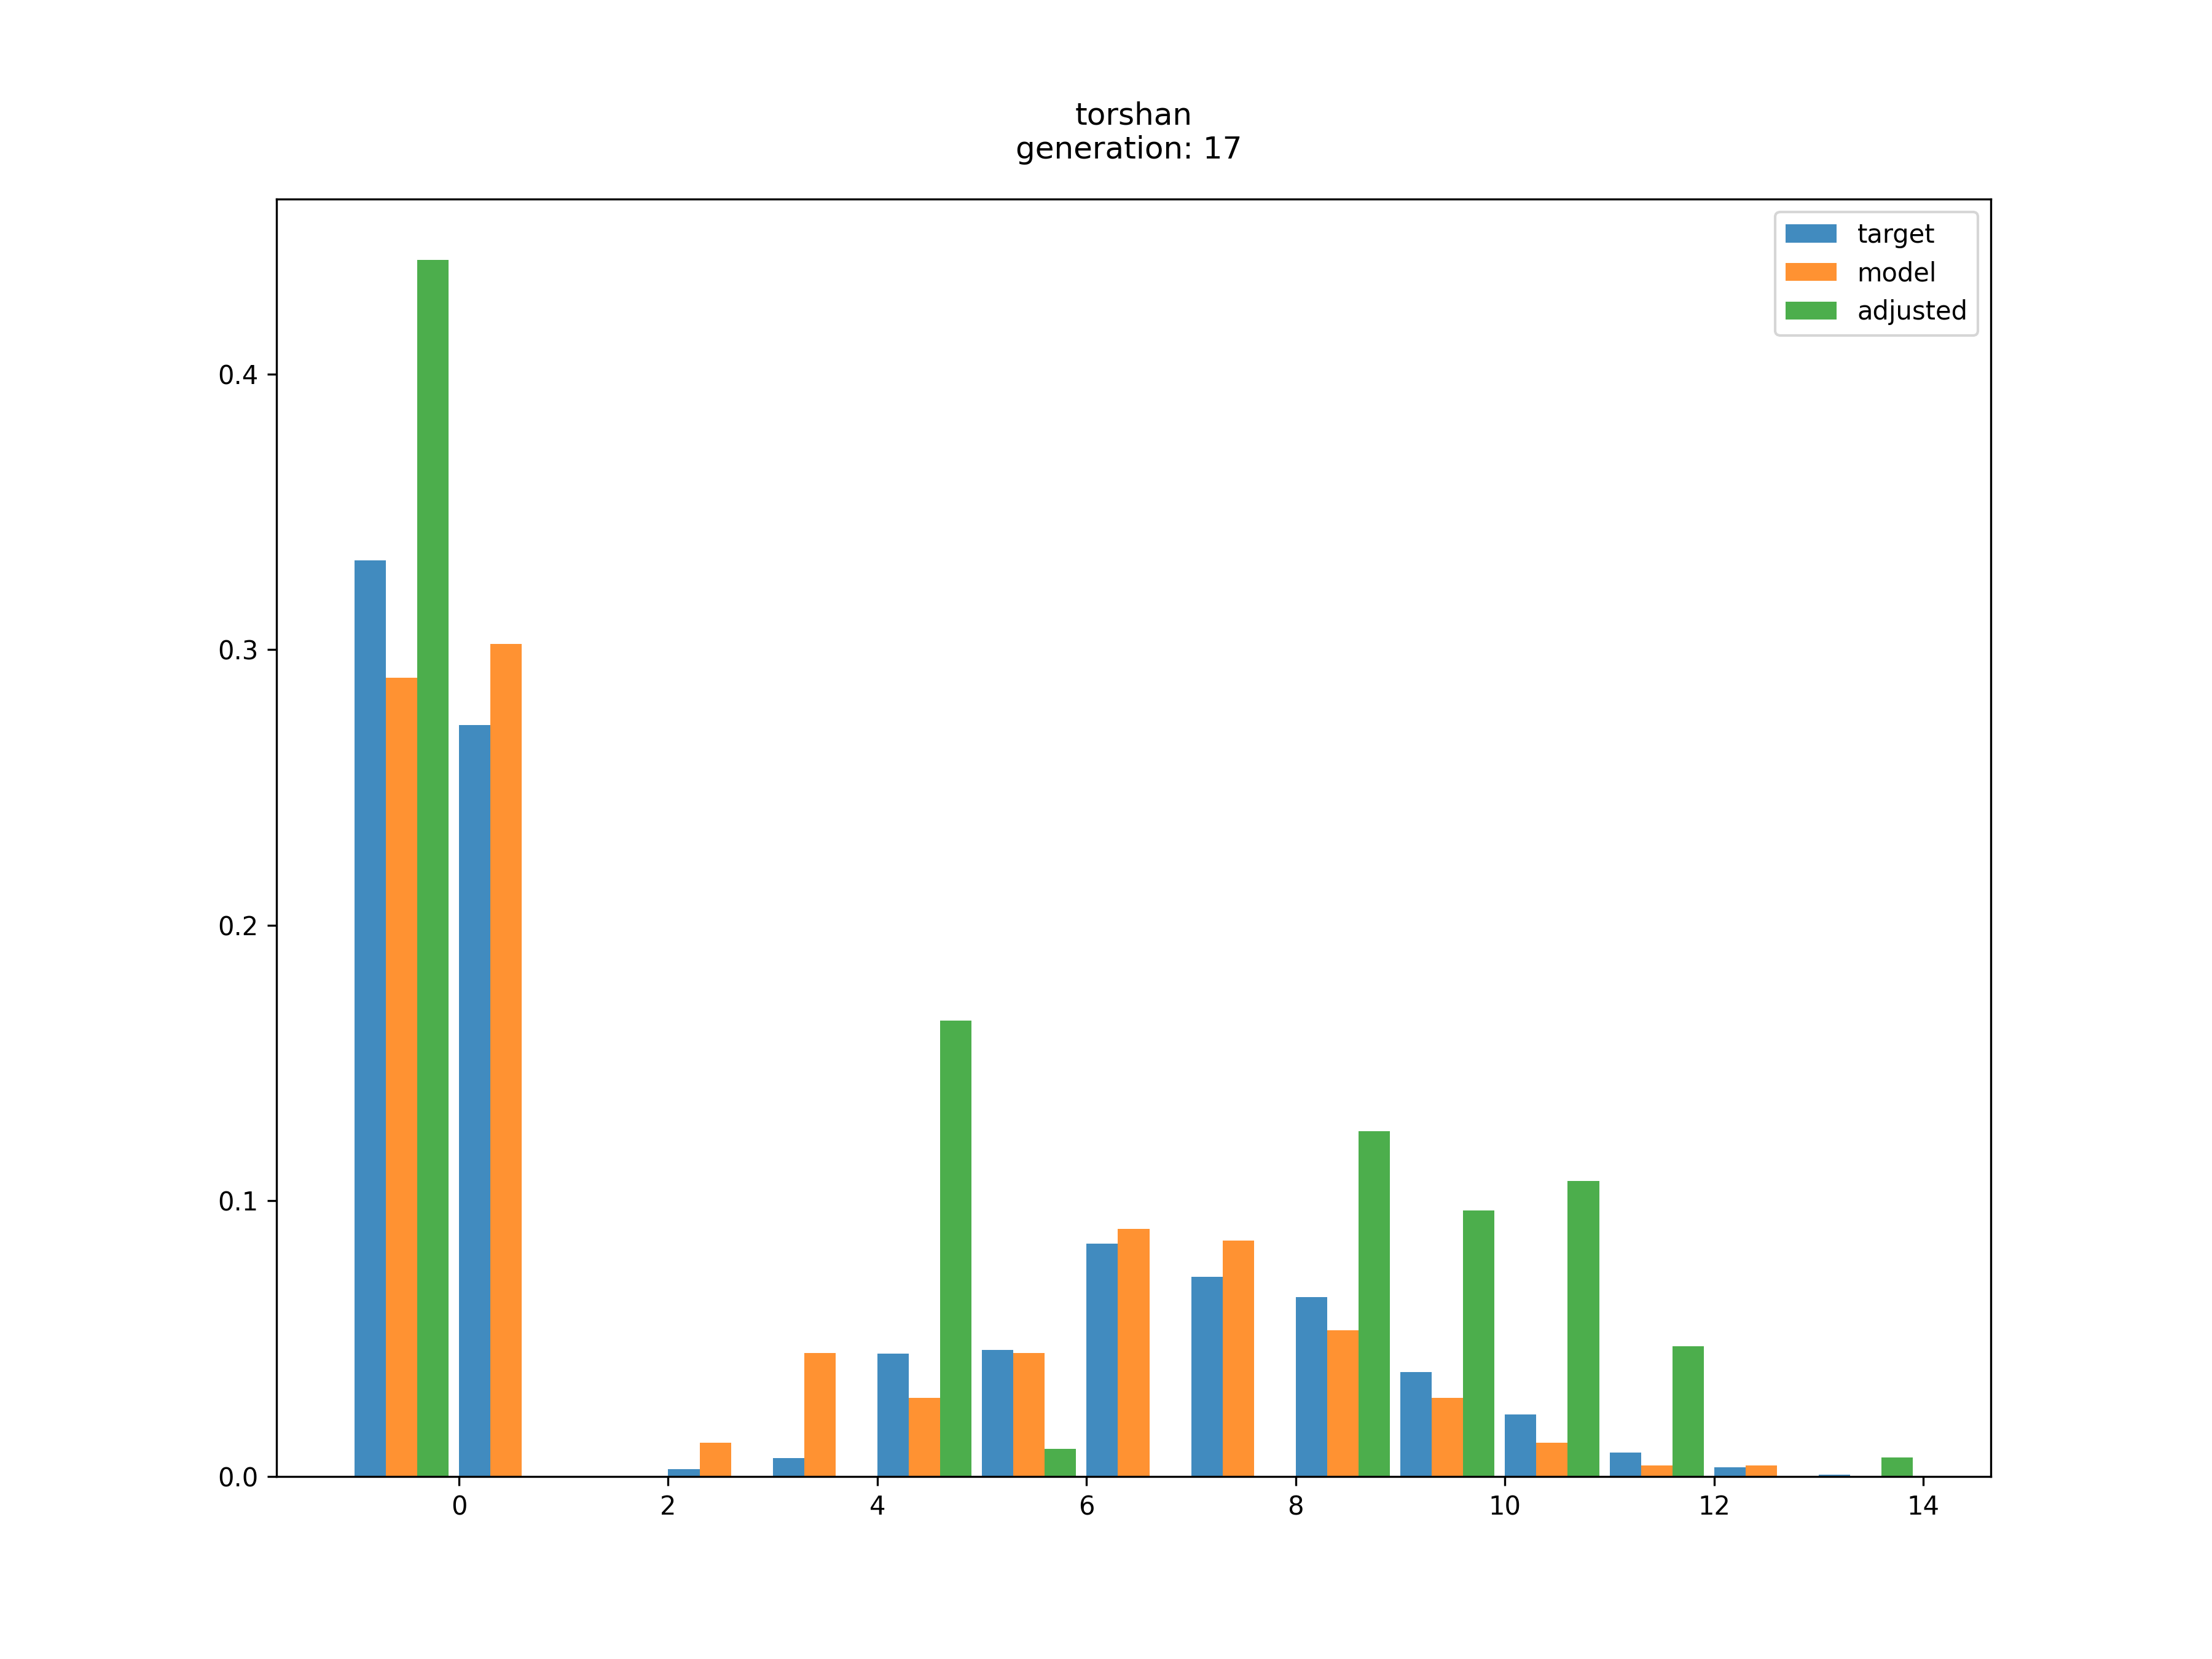 torshan
generation: 17
target
model
adjusted
0.4
0.3
0.2
0.1
0.0
0 2 4 6 8 10 12 14